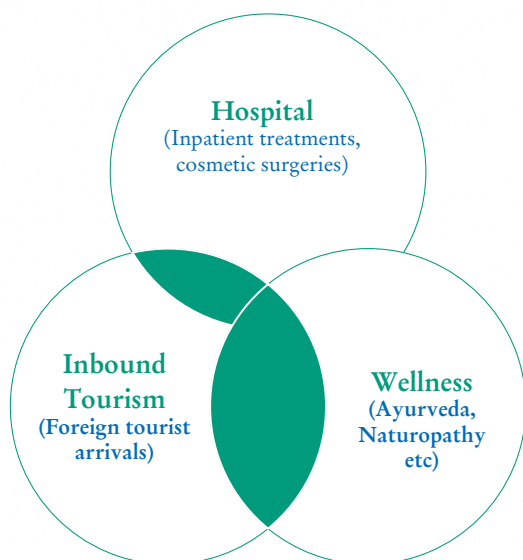 Hospital
(Inpatient treatments,
cosmetic surgeries)
Inbound
Tourism
(Foreign tourist
arrivals)
Wellness
(Ayurveda,
Naturopathy
etc)